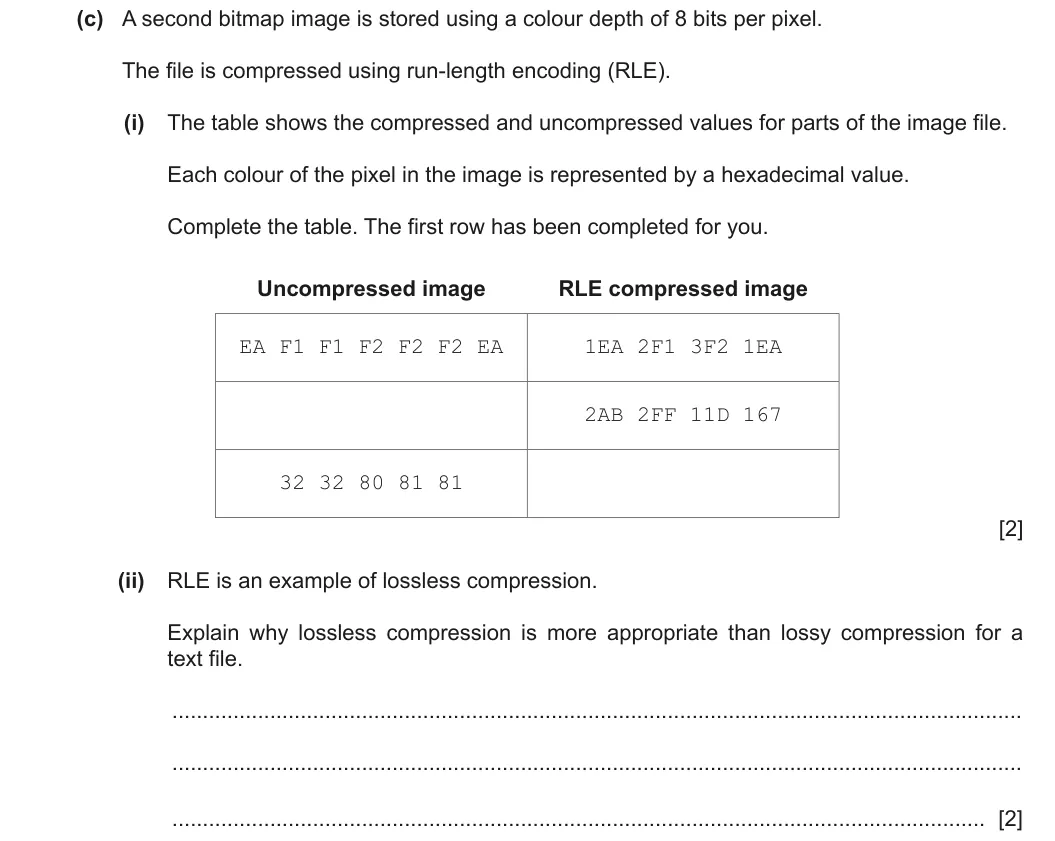 (c) A second bitmap image is stored using a colour depth of 8 bits per pixel.
The file is compressed using run-length encoding (RLE).
(i) The table shows the compressed and uncompressed values for parts of the image file.
Each colour of the pixel in the image is represented by a hexadecimal value.
Complete the table. The first row has been completed for you.
Uncompressed image RLE compressed image
EA F1 F1 F2 F2 F2 EA 1EA 2F1 3F2 1EA
2AB 2FF 11D 167
32 32 80 81 81
[2]
(ii) RLE is an example of lossless compression.
Explain why lossless compression is more appropriate than lossy compression for a
text file.
[2]